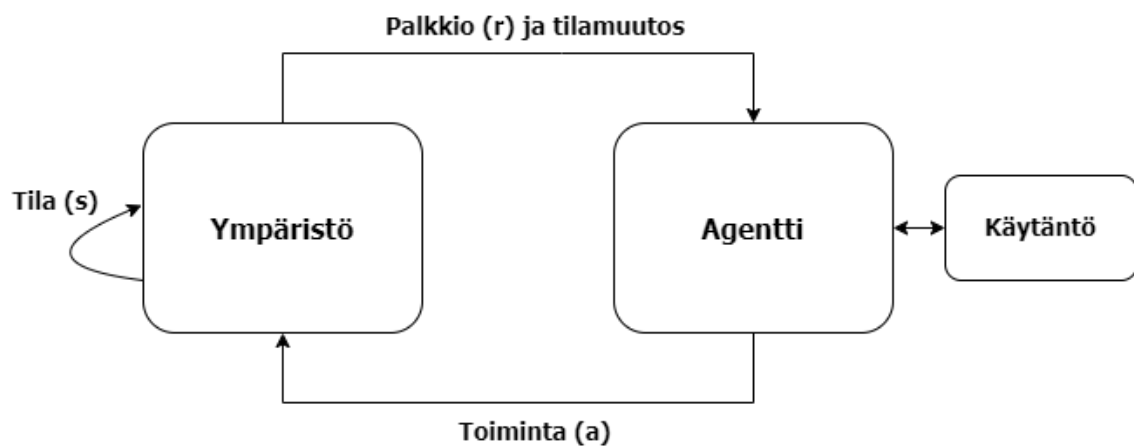 Palkkio (r) ja tilamuutos
Tila (s)
Ympäristö
Agentti
Käytäntö
Toiminta (a)